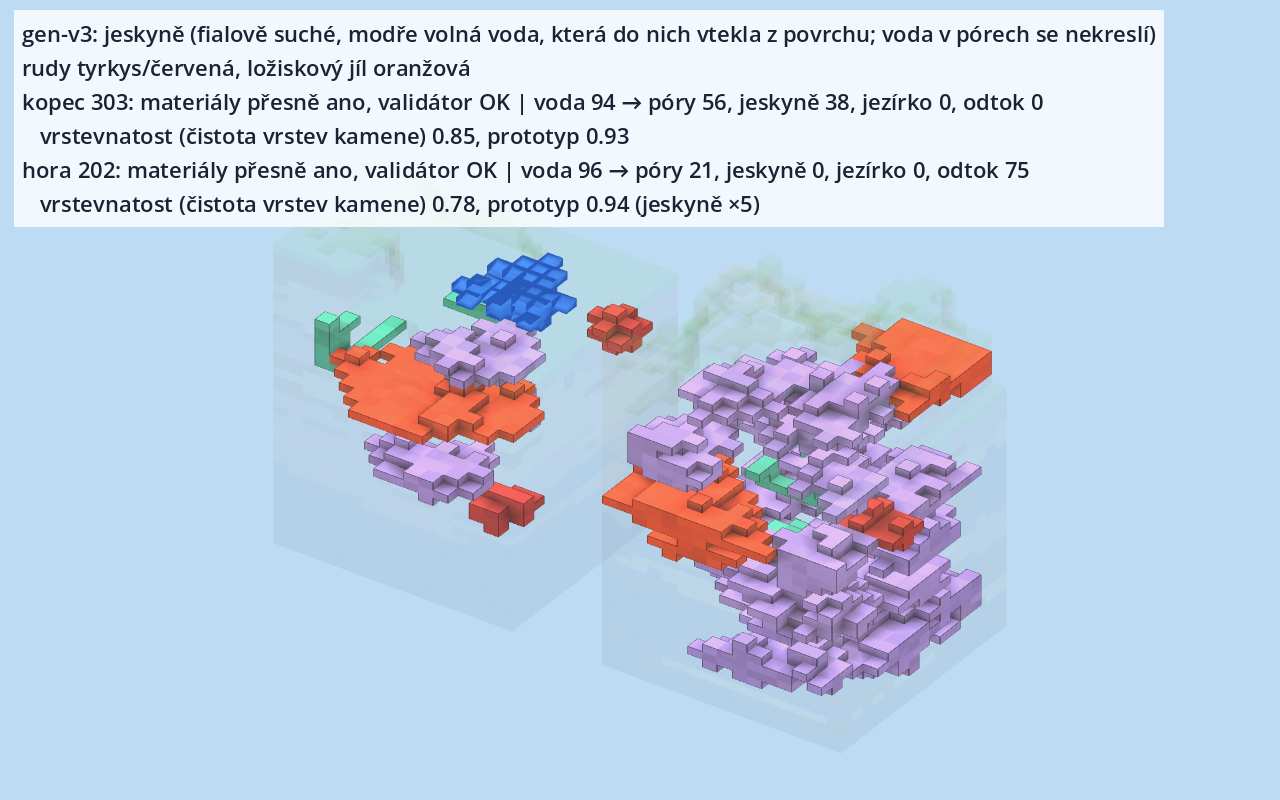 gen-v3: jeskyně (fialově suché, modře volná voda, která do nich vtekla z povrchu; voda v pórech se nekreslí)
rudy tyrkys/červená, ložiskový jíl oranžová
kopec 303: materiály přesně ano, validátor OK | voda 94 → póry 56, jeskyně 38, jezírko 0, odtok 0
vrstevnatost (čistota vrstev kamene) 0.85, prototyp 0.93
hora 202: materiály přesně ano, validátor OK | voda 96 → póry 21, jeskyně 0, jezírko 0, odtok 75
vrstevnatost (čistota vrstev kamene) 0.78, prototyp 0.94 (jeskyně ×5)